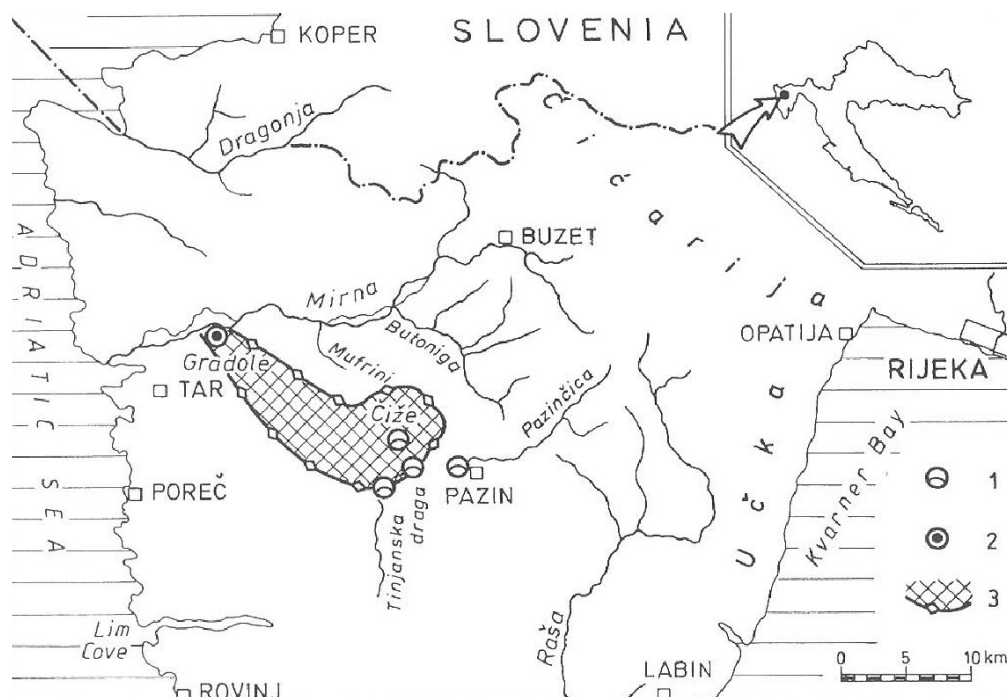 KOPER
SLOVENIA
Dragonja
Ćićarija
ADRIATIC SEA
BUZET
Mirna
Butoniga
Mufrini
Gradole
TAR
Čiže
Pazinčica
OPATIJA
RIJEKA
Učka
Kvarner Bay
POREČ
PAZIN
Tinjanska
draga
Raša
Lim
Cove
ROVINJ
LABIN
1
2
3
0 5 10 km